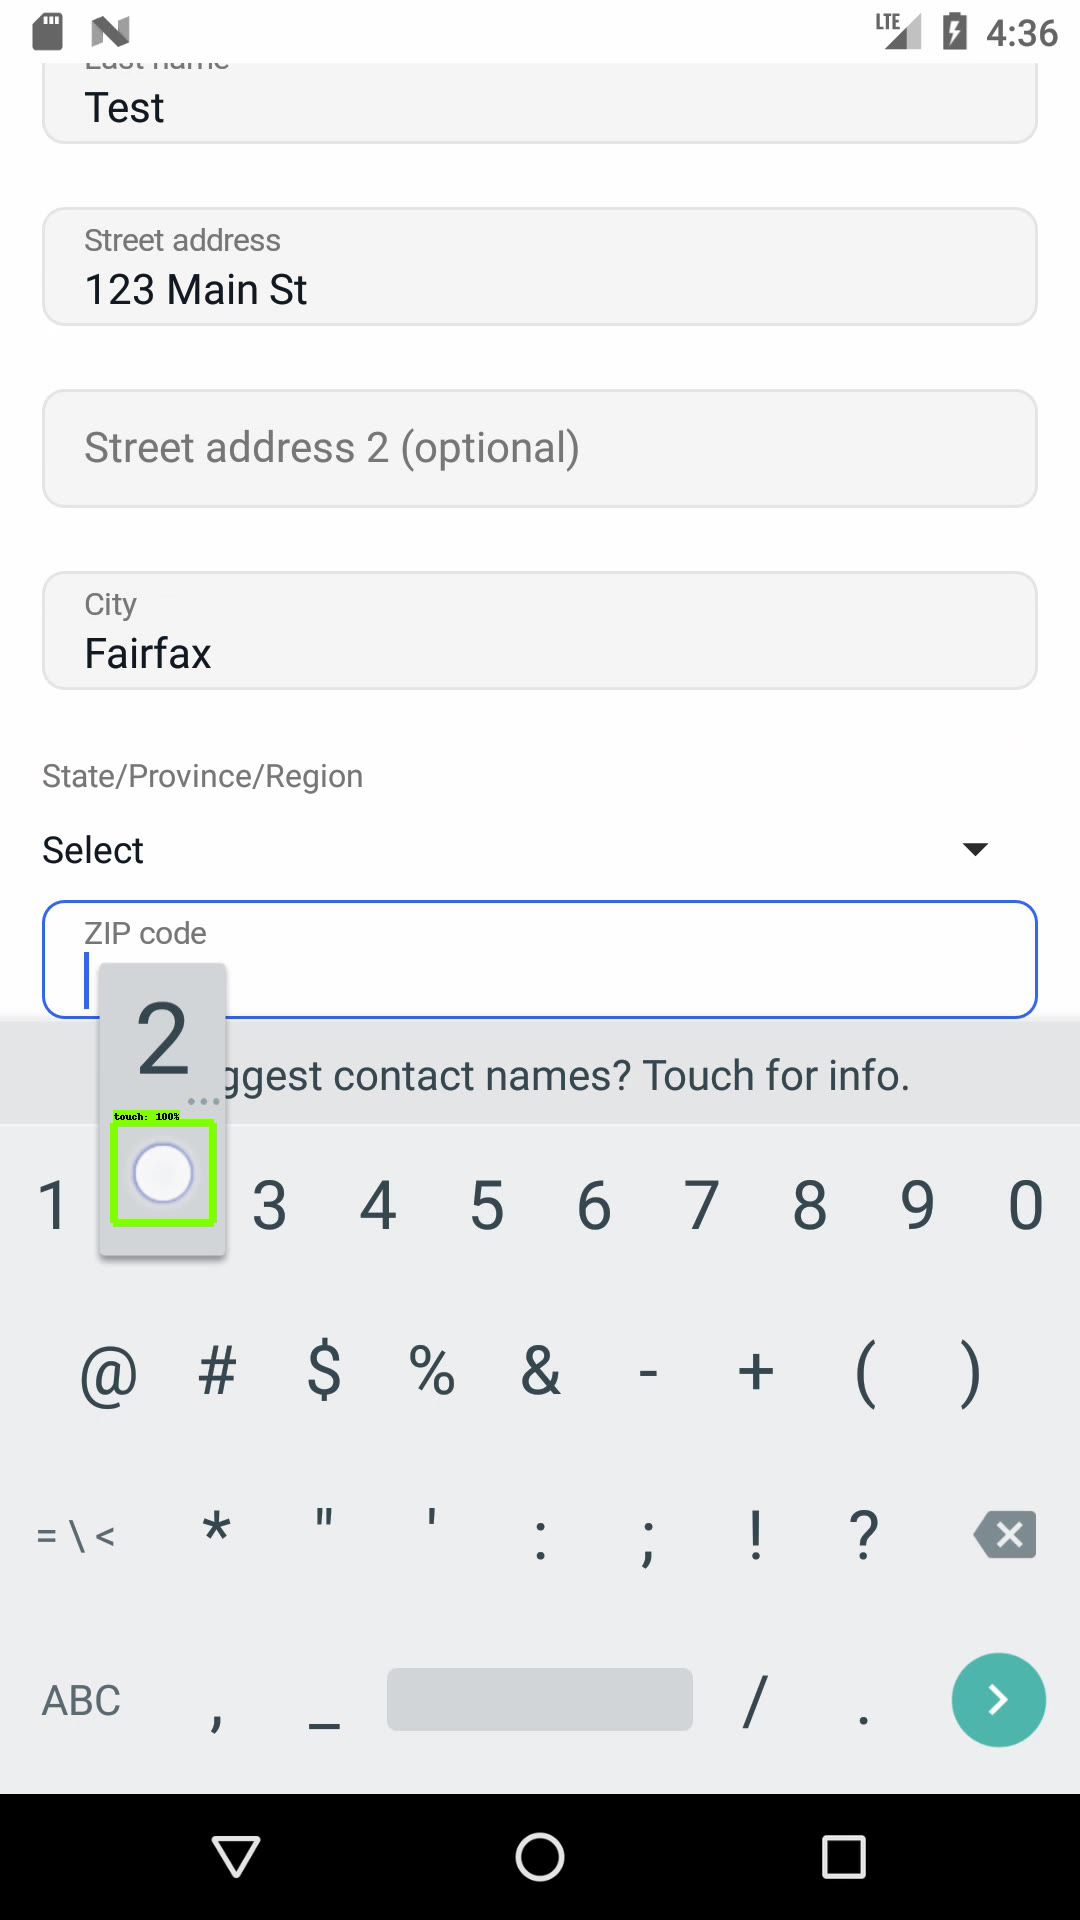 LTE 4:36
Last name
Test
Street address
123 Main St
Street address 2 (optional)
City
Fairfax
State/Province/Region
Select
ZIP code
2
ggest contact names? Touch for info.
touch: 100%
1 3 4 5 6 7 8 9 0
@ # $ % & - + ( )
= \ < * " ' : ; ! ?
ABC , _ / .